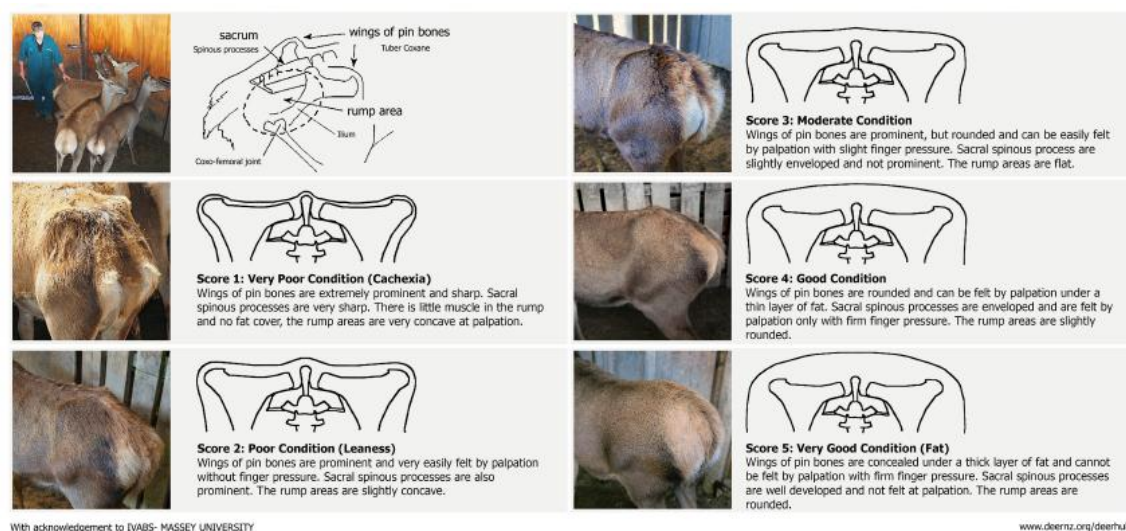 sacrum
Spinous processes
wings of pin bones
Tuber Coxane
rump area
Ilium
Coxo-femoral joint
Score 1: Very Poor Condition (Cachexia)
Wings of pin bones are extremely prominent and sharp. Sacral
spinous processes are very sharp. There is little muscle in the rump
and no fat cover, the rump areas are very concave at palpation.
Score 2: Poor Condition (Leaness)
Wings of pin bones are prominent and very easily felt by palpation
without finger pressure. Sacral spinous processes are also
prominent. The rump areas are slightly concave.
Score 3: Moderate Condition
Wings of pin bones are prominent, but rounded and can be easily felt
by palpation with slight finger pressure. Sacral spinous process are
slightly enveloped and not prominent. The rump areas are flat.
Score 4: Good Condition
Wings of pin bones are rounded and can be felt by palpation under a
thin layer of fat. Sacral spinous processes are enveloped and are felt by
palpation only with firm finger pressure. The rump areas are slightly
rounded.
Score 5: Very Good Condition (Fat)
Wings of pin bones are concealed under a thick layer of fat and cannot
be felt by palpation with firm finger pressure. Sacral spinous processes
are well developed and not felt at palpation. The rump areas are
rounded.
With acknowledgement to IVABS- MASSEY UNIVERSITY
www.deernz.org/deerhu